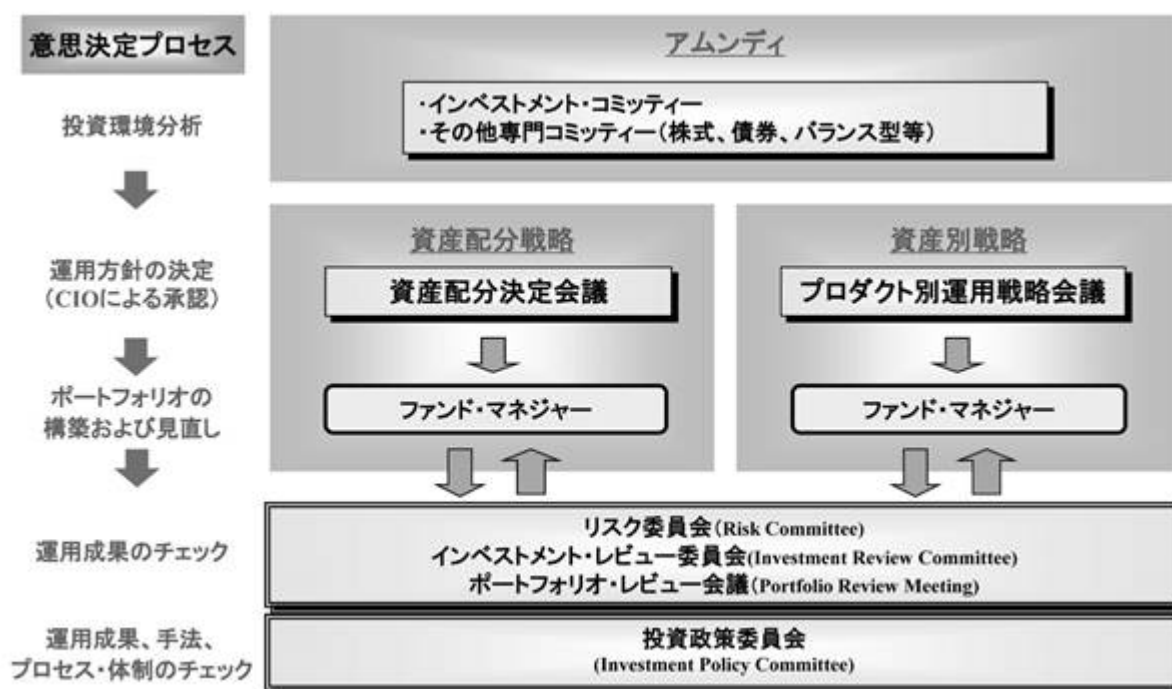 意思決定プロセス
アムンディ
・インベストメント・コミッティー
・その他専門コミッティー(株式、債券、バランス型等)
投資環境分析
資産配分戦略
資産別戦略
運用方針の決定
(CIOによる承認)
資産配分決定会議
プロダクト別運用戦略会議
ポートフォリオの
構築および見直し
ファンド・マネジャー
ファンド・マネジャー
運用成果のチェック
リスク委員会(Risk Committee)
インベストメント・レビュー委員会(Investment Review Committee)
ポートフォリオ・レビュー会議(Portfolio Review Meeting)
運用成果、手法、
プロセス・体制のチェック
投資政策委員会
(Investment Policy Committee)